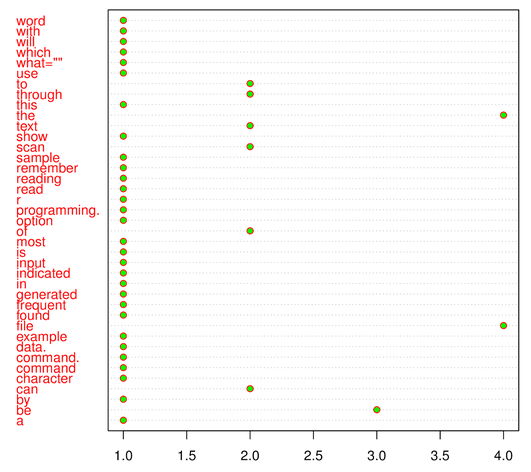 word
with
will
which
what=""
use
to
through
this
the
text
show
scan
sample
remember
reading
read
r
programming.
option
of
most
is
input
indicated
in
generated
frequent
found
file
example
data.
command.
command
character
can
by
be
a
1.0 1.5 2.0 2.5 3.0 3.5 4.0